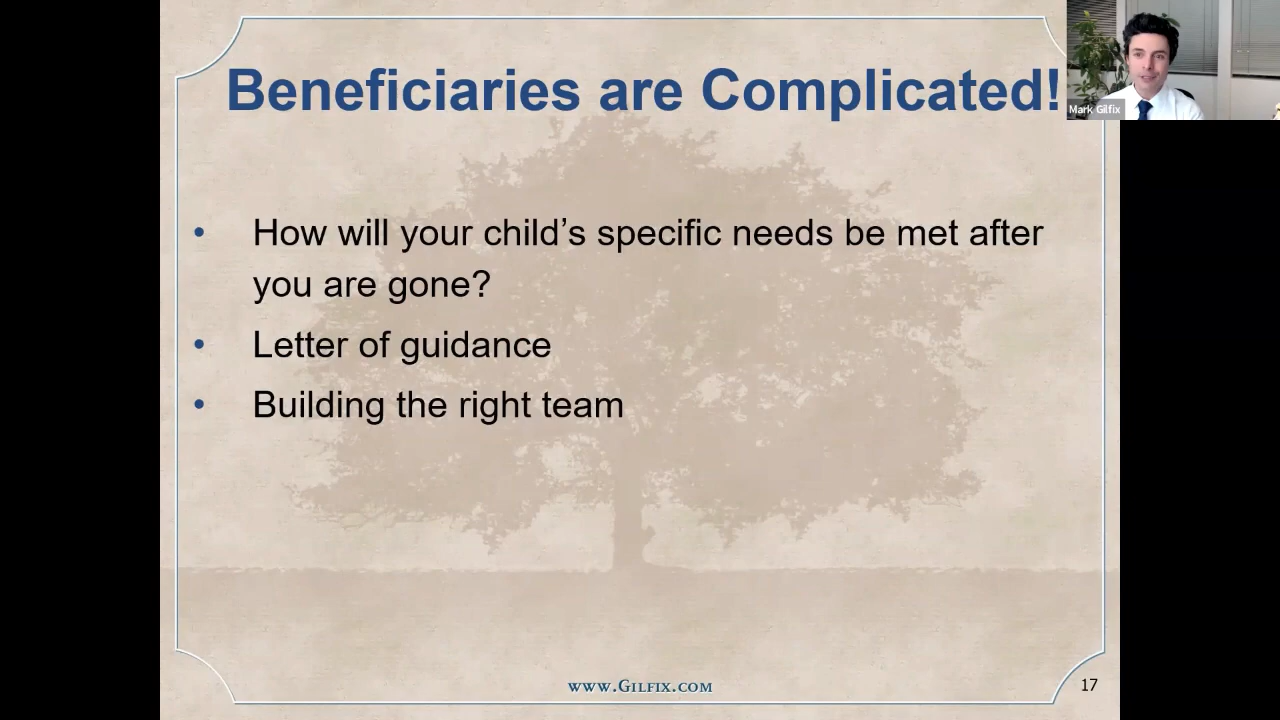 Beneficiaries are Complicated!
Mark Gilfix
• How will your child’s specific needs be met after
you are gone?
• Letter of guidance
• Building the right team
www.Gilfix.com
17